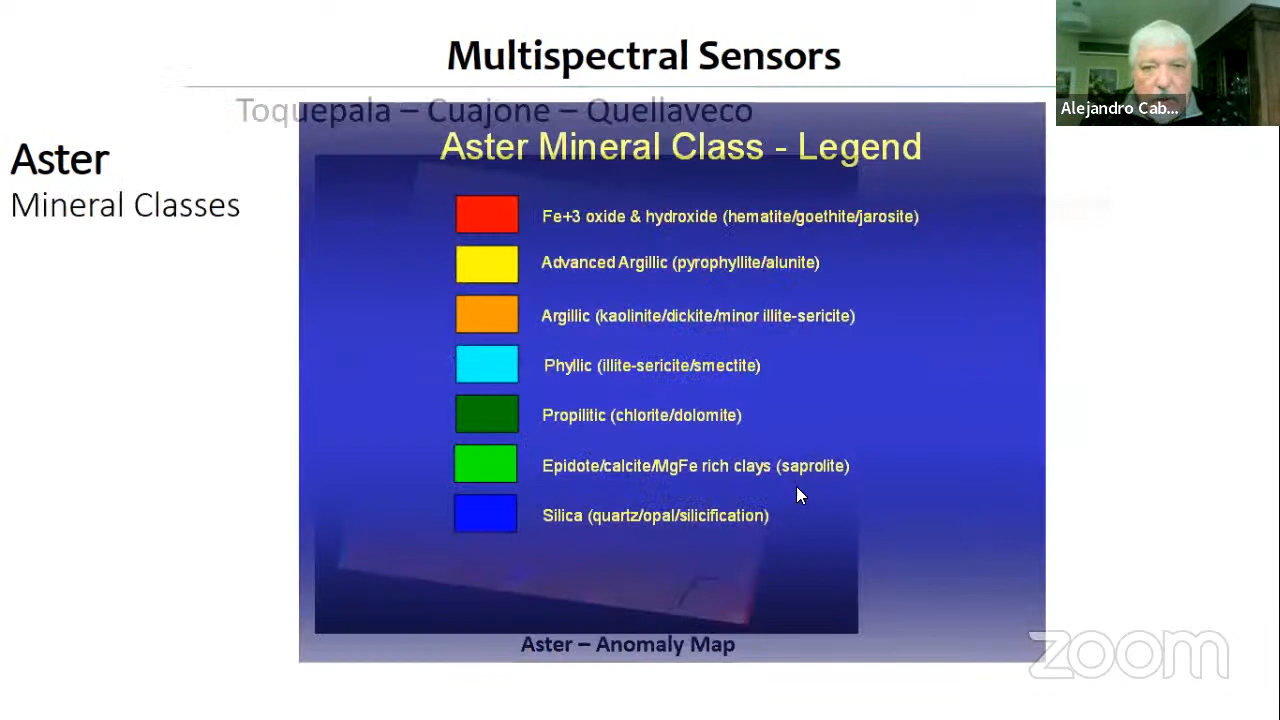 Multispectral Sensors
Toquepala – Cuajone – Quellaveco
Alejandro Cab...
Aster
Mineral Classes
Aster Mineral Class - Legend
Fe+3 oxide & hydroxide (hematite/goethite/jarosite)
Advanced Argillic (pyrophyllite/alunite)
Argillic (kaolinite/dickite/minor illite-sericite)
Phyllic (illite-sericite/smectite)
Propilitic (chlorite/dolomite)
Epidote/calcite/MgFe rich clays (saprolite)
Silica (quartz/opal/silicification)
Aster – Anomaly Map
zoom